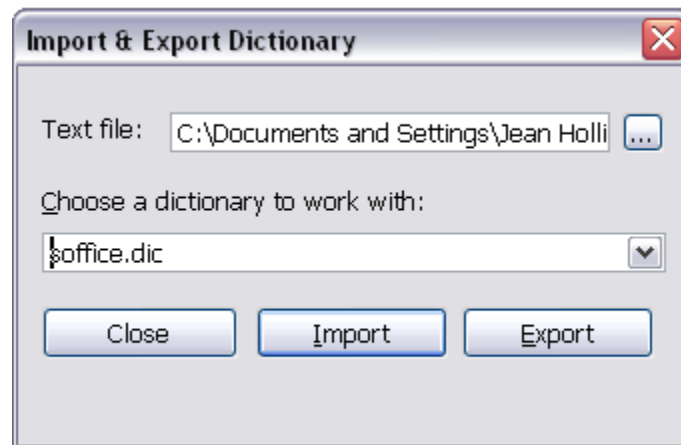 Import & Export Dictionary
Text file: C:\Documents and Settings\Jean Holli ...
Choose a dictionary to work with:
soffice.dic
Close Import Export